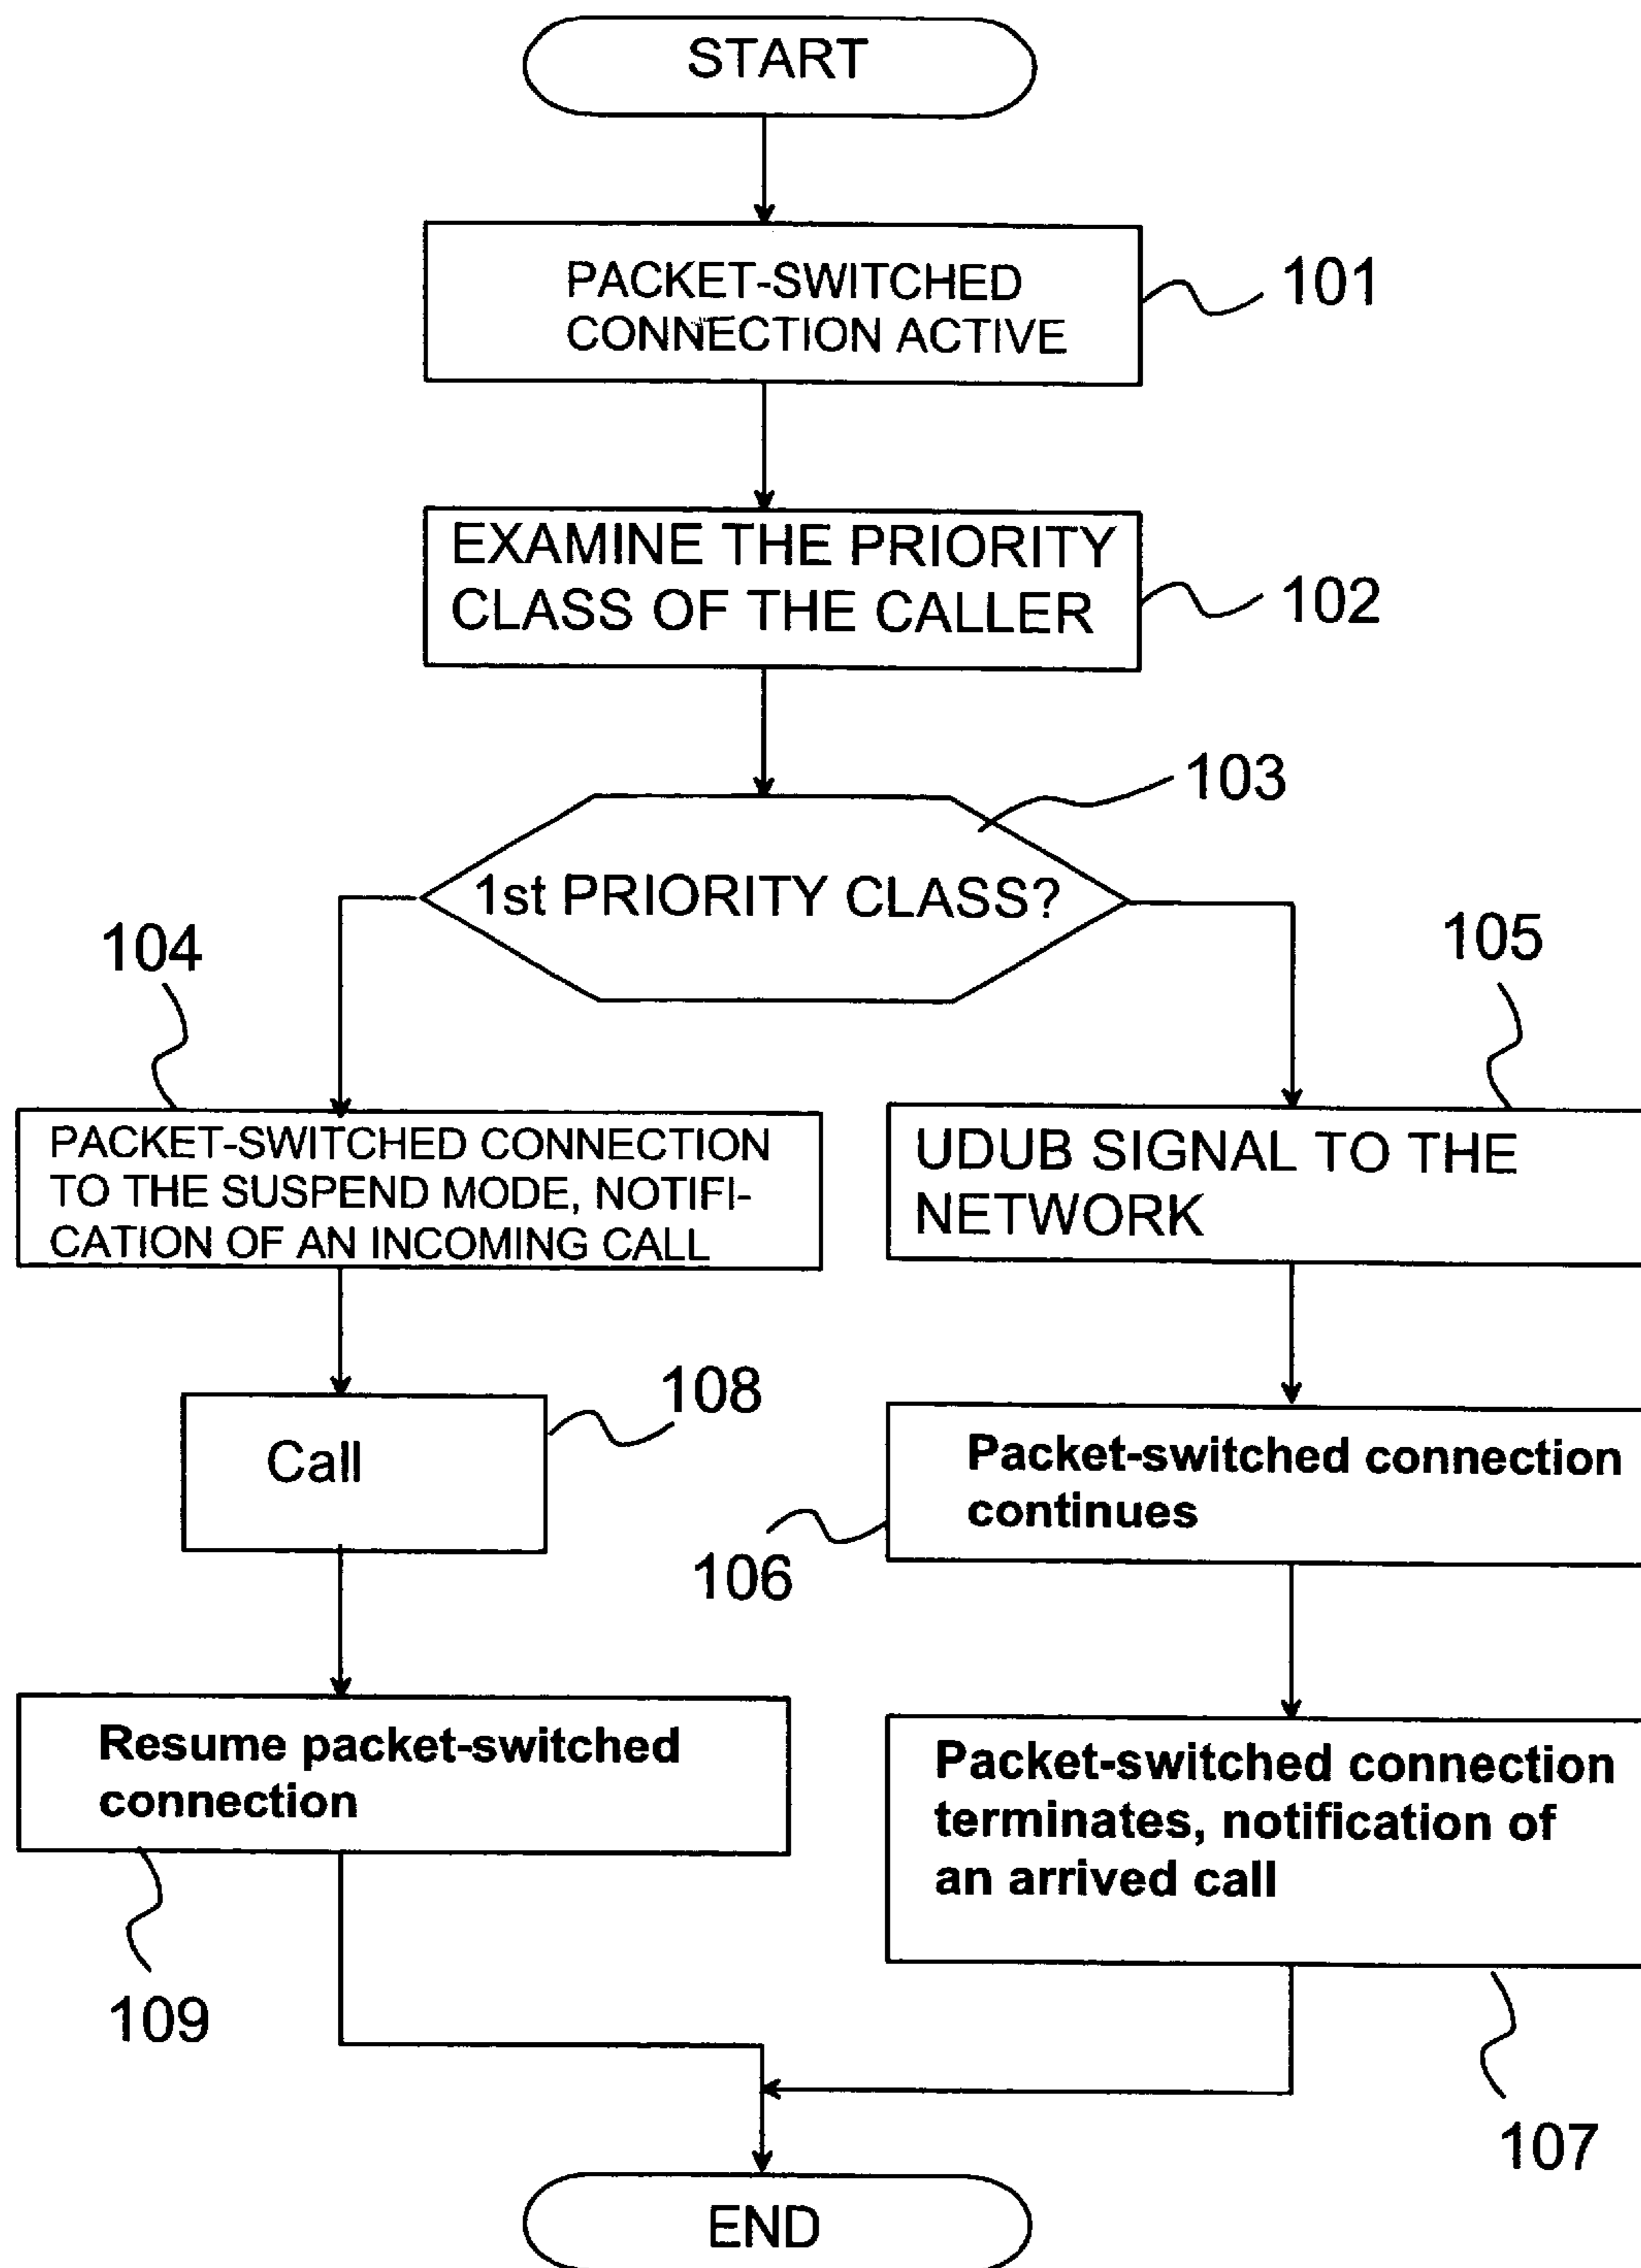 START
PACKET-SWITCHED
CONNECTION ACTIVE
101
EXAMINE THE PRIORITY
CLASS OF THE CALLER
102
103
1st PRIORITY CLASS?
104
105
PACKET-SWITCHED CONNECTION
TO THE SUSPEND MODE, NOTIFI-
CATION OF AN INCOMING CALL
UDUB SIGNAL TO THE
NETWORK
108
Call
Packet-switched connection
continues
106
Resume packet-switched
connection
Packet-switched connection
terminates, notification of
an arrived call
109
107
END